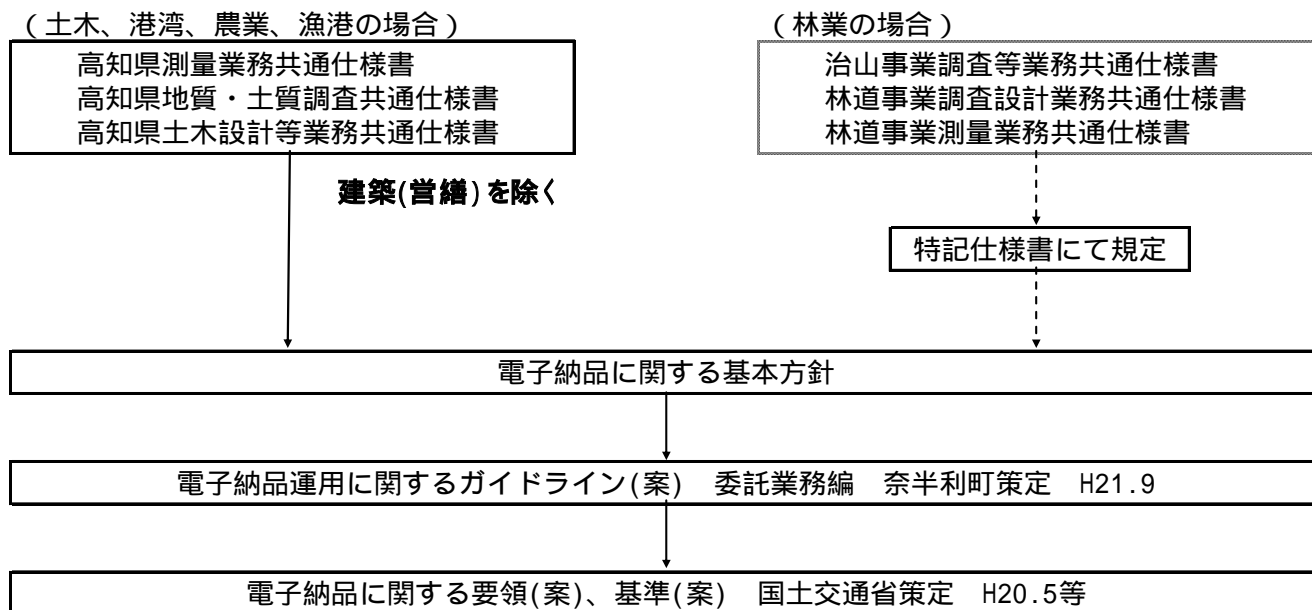 (土木、港湾、農業、漁港の場合)
高知県測量業務共通仕様書
高知県地質・土質調査共通仕様書
高知県土木設計等業務共通仕様書
建築(営繕)を除く
(林業の場合)
治山事業調査等業務共通仕様書
林道事業調査設計業務共通仕様書
林道事業測量業務共通仕様書
特記仕様書にて規定
電子納品に関する基本方針
電子納品運用に関するガイドライン(案) 委託業務編 奈半利町策定 H21.9
電子納品に関する要領(案)、基準(案) 国土交通省策定 H20.5等